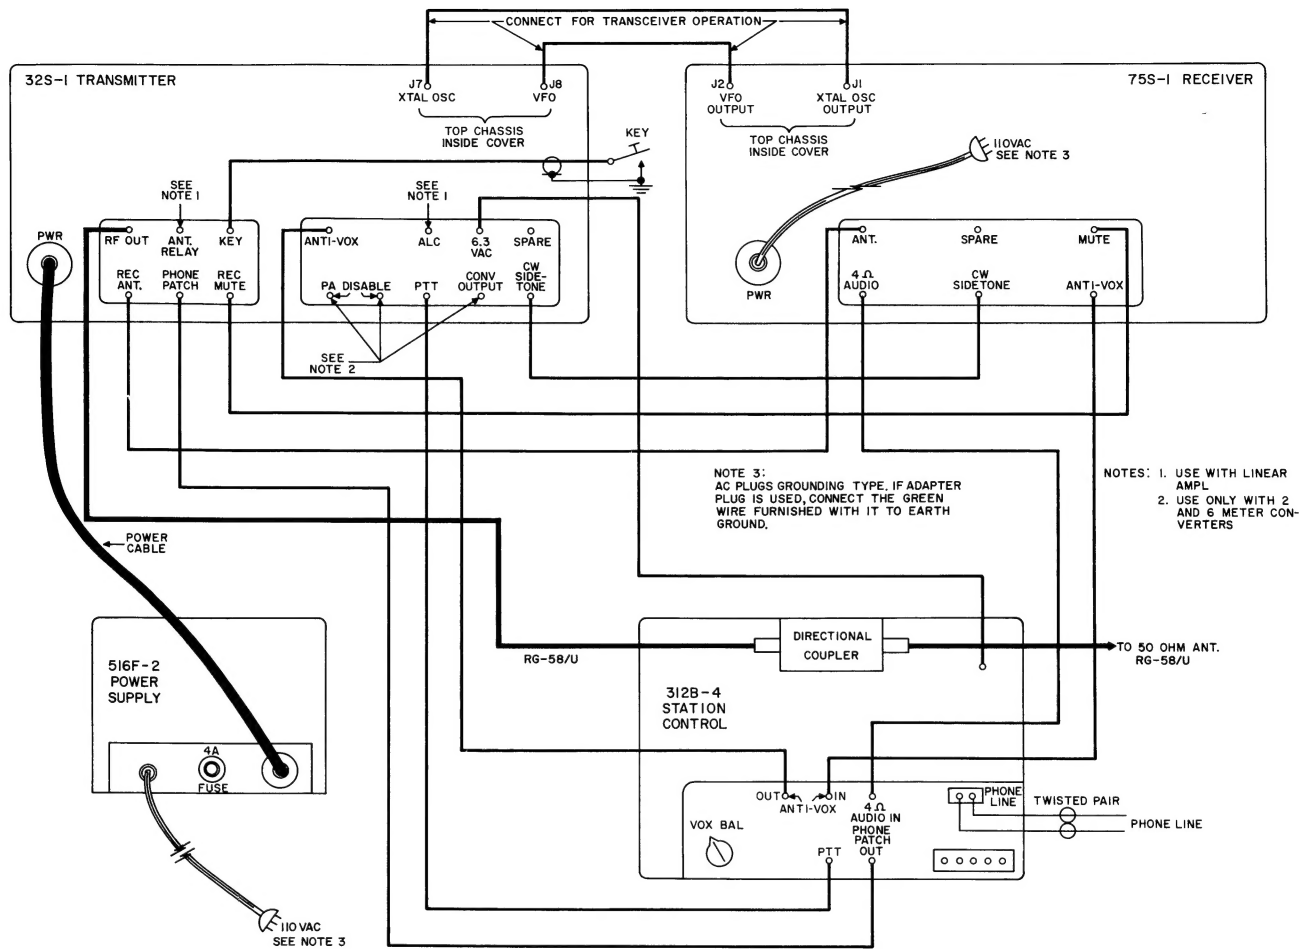 CONNECT FOR TRANSCEIVER OPERATION
32S-1 TRANSMITTER
J7
XTAL OSC
J8
VFO
TOP CHASSIS
INSIDE COVER
KEY
SEE
NOTE 1
SEE
NOTE 1
PWR
RF OUT
ANT.
RELAY
KEY
REC
ANT.
PHONE
PATCH
REC
MUTE
ANTI-VOX
ALC
6.3
VAC
SPARE
PA DISABLE
PTT
CONV
OUTPUT
CW
SIDE-
TONE
SEE
NOTE 2
75S-1 RECEIVER
J2
VFO
OUTPUT
J1
XTAL OSC
OUTPUT
TOP CHASSIS
INSIDE COVER
110VAC
SEE NOTE 3
PWR
ANT.
SPARE
MUTE
4 Ω
AUDIO
CW
SIDETONE
ANTI-VOX
NOTE 3:
AC PLUGS GROUNDING TYPE. IF ADAPTER
PLUG IS USED, CONNECT THE GREEN
WIRE FURNISHED WITH IT TO EARTH
GROUND.
NOTES: 1. USE WITH LINEAR
AMPL
2. USE ONLY WITH 2
AND 6 METER CON-
VERTERS
POWER
CABLE
516F-2
POWER
SUPPLY
4A
FUSE
110VAC
SEE NOTE 3
RG-58/U
DIRECTIONAL
COUPLER
TO 50 OHM ANT.
RG-58/U
312B-4
STATION
CONTROL
OUT
IN
ANTI-VOX
4 Ω
AUDIO IN
PHONE
PATCH
OUT
VOX BAL
PTT
PHONE
LINE
TWISTED PAIR
PHONE LINE